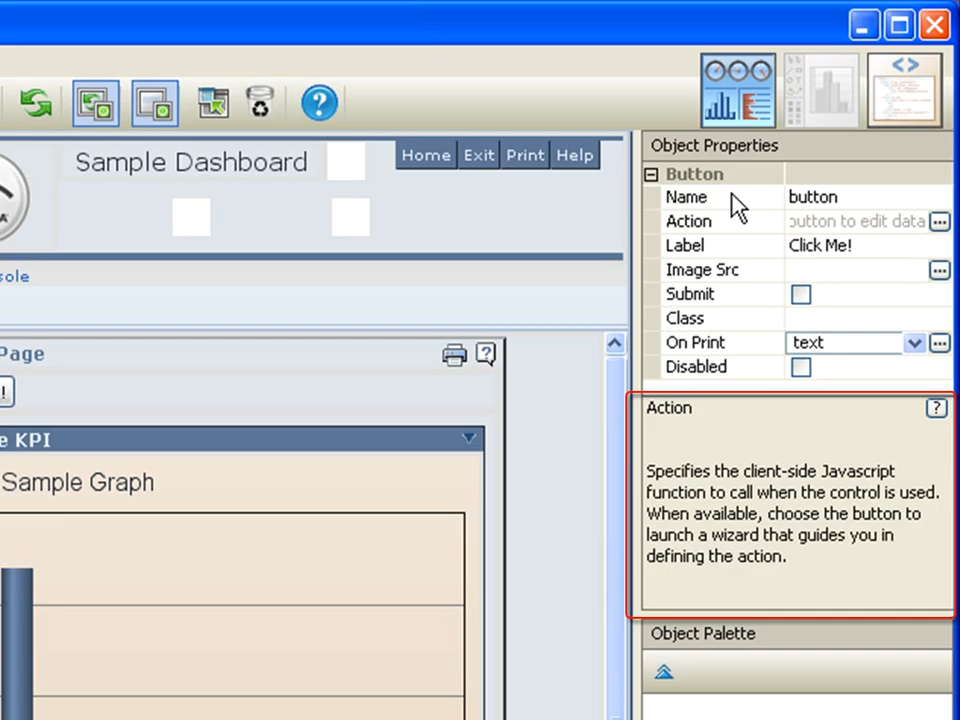 Sample Dashboard
Home Exit Print Help
sole
Page
!
e KPI
Sample Graph
A
Object Properties
Button
Name button
Action button to edit data ...
Label Click Me!
Image Src ...
Submit
Class
On Print text ...
Disabled
Action ?
Specifies the client-side Javascript
function to call when the control is used.
When available, choose the button to
launch a wizard that guides you in
defining the action.
Object Palette